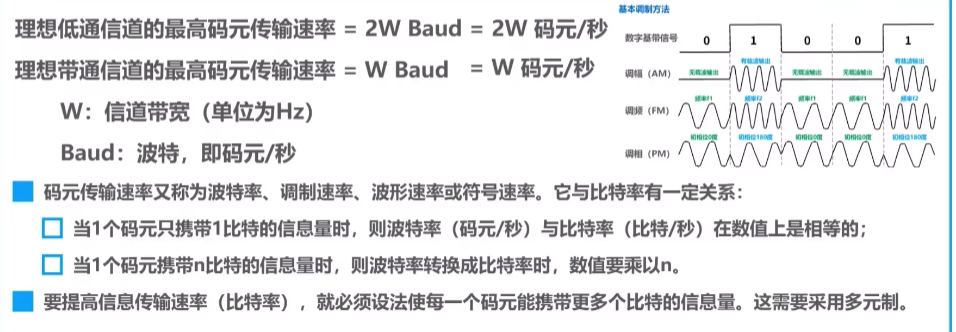 理想低通信道的最高码元传输速率 = 2W Baud = 2W 码元/秒
理想带通信道的最高码元传输速率 = W Baud = W 码元/秒
W：信道带宽（单位为Hz）
Baud：波特，即码元/秒
基本调制方法
数字基带信号 0 1 0 0 1
有载波输出 有载波输出
调幅（AM） 无载波输出 无载波输出 无载波输出
调频（FM） 频率f1 频率f2 频率f1 频率f1 频率f2
调相（PM） 初相位0度 初相位180度 初相位0度 初相位0度 初相位180度
码元传输速率又称为波特率、调制速率、波形速率或符号速率。它与比特率有一定关系：
当1个码元只携带1比特的信息量时，则波特率（码元/秒）与比特率（比特/秒）在数值上是相等的；
当1个码元携带n比特的信息量时，则波特率转换成比特率时，数值要乘以n。
要提高信息传输速率（比特率），就必须设法使每一个码元能携带更多个比特的信息量。这需要采用多元制。